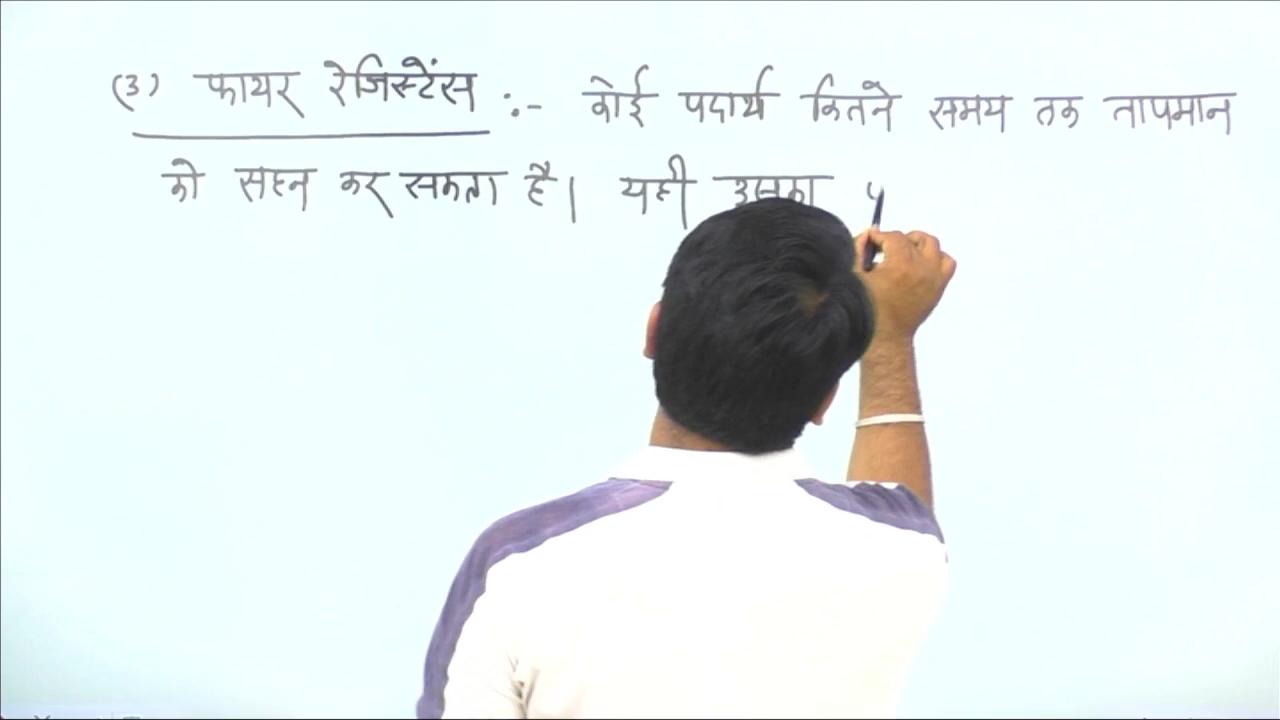 (3) फायर रेजिस्टेंस :- कोई पदार्थ कितने समय तक तापमान
को सहन कर सकता है। यही उसका